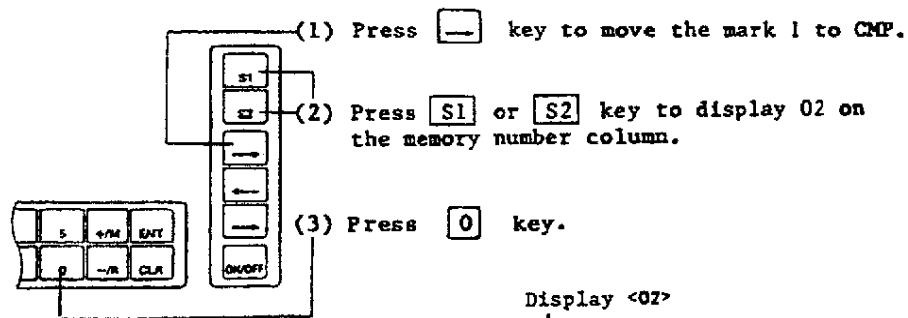 (1) Press → key to move the mark I to CMP.
S1
S2
(2) Press S1 or S2 key to display 02 on
the memory number column.
→
←
→
(3) Press 0 key.
5 +/M ENT
0 -/R CLR
ON/OFF
Display <02>